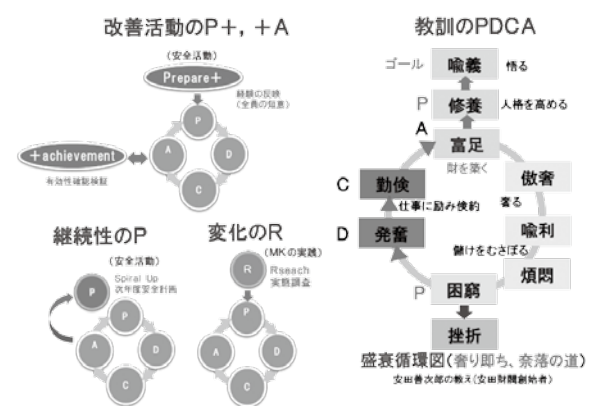 改善活動のP+，+A
(安全活動)
Prepare+
経験の反映
(全員の知恵)
P
A
D
C
+achievement
有効性確認検証
継続性のP
(安全活動)
P
Spiral Up
次年度安全計画
P
A
D
C
変化のR
(MKの実践)
R
Rseach
実態調査
P
A
D
C
教訓のPDCA
ゴール
喩義
悟る
P
修養
人格を高める
A
富足
財を築く
C
勤倹
仕事に励み倹約
傲奢
奢る
D
発奮
喩利
儲けをむさぼる
煩悶
P
困窮
挫折
盛衰循環図(奢り即ち、奈落の道)
安田善次郎の教え(安田財閥創始者)